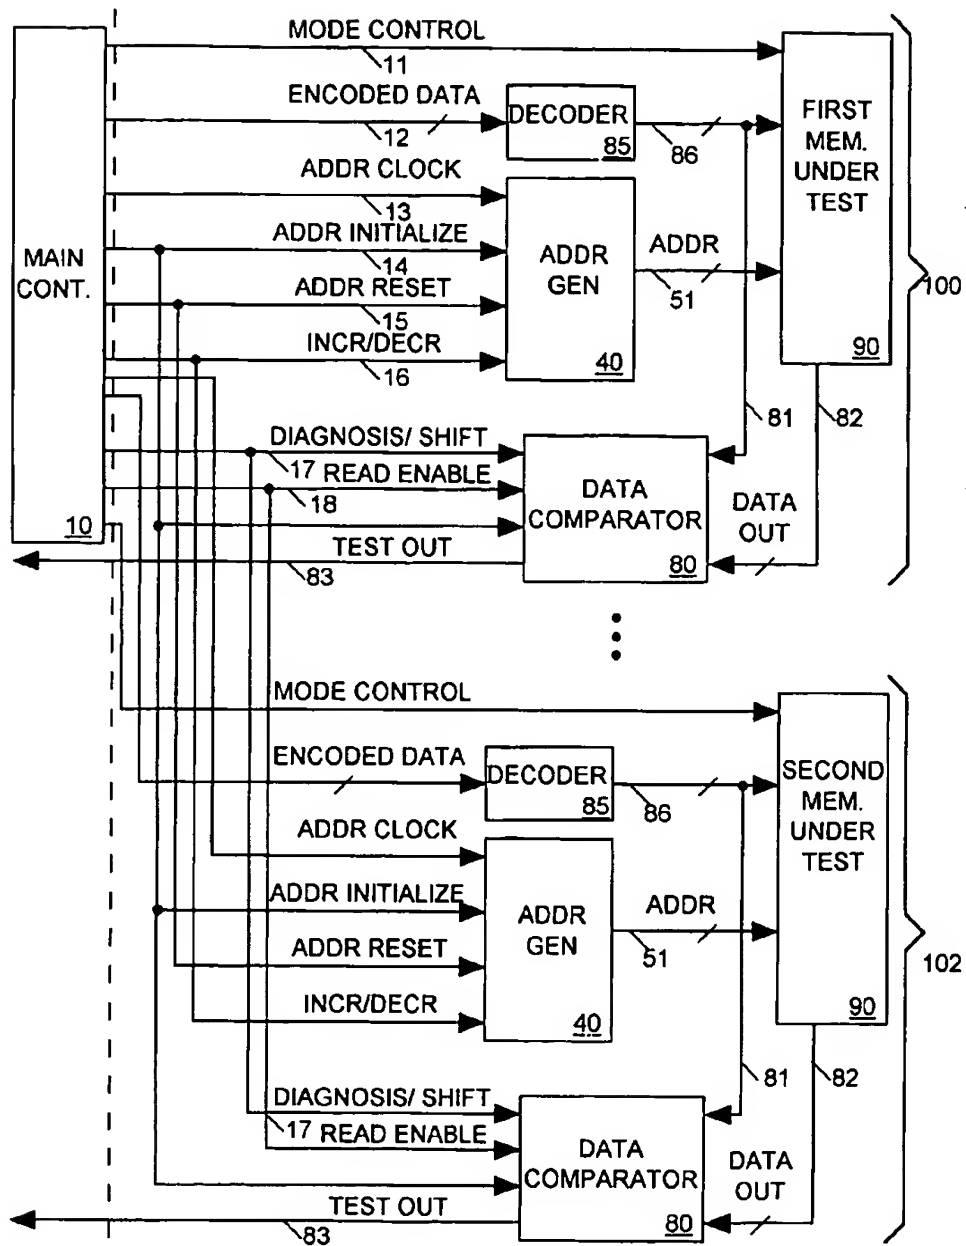 MODE CONTROL
11
ENCODED DATA
12
DECODER
85
86
FIRST
MEM.
UNDER
TEST
90
ADDR CLOCK
13
ADDR INITIALIZE
14
ADDR RESET
15
INCR/DECR
16
MAIN
CONT.
10
ADDR
GEN
40
ADDR
51
100
81
82
DIAGNOSIS/ SHIFT
17
READ ENABLE
18
DATA
COMPARATOR
80
DATA
OUT
TEST OUT
83
MODE CONTROL
ENCODED DATA
DECODER
85
86
SECOND
MEM.
UNDER
TEST
90
ADDR CLOCK
ADDR INITIALIZE
ADDR RESET
INCR/DECR
ADDR
GEN
40
ADDR
51
102
81
82
DIAGNOSIS/ SHIFT
17
READ ENABLE
DATA
COMPARATOR
80
DATA
OUT
TEST OUT
83